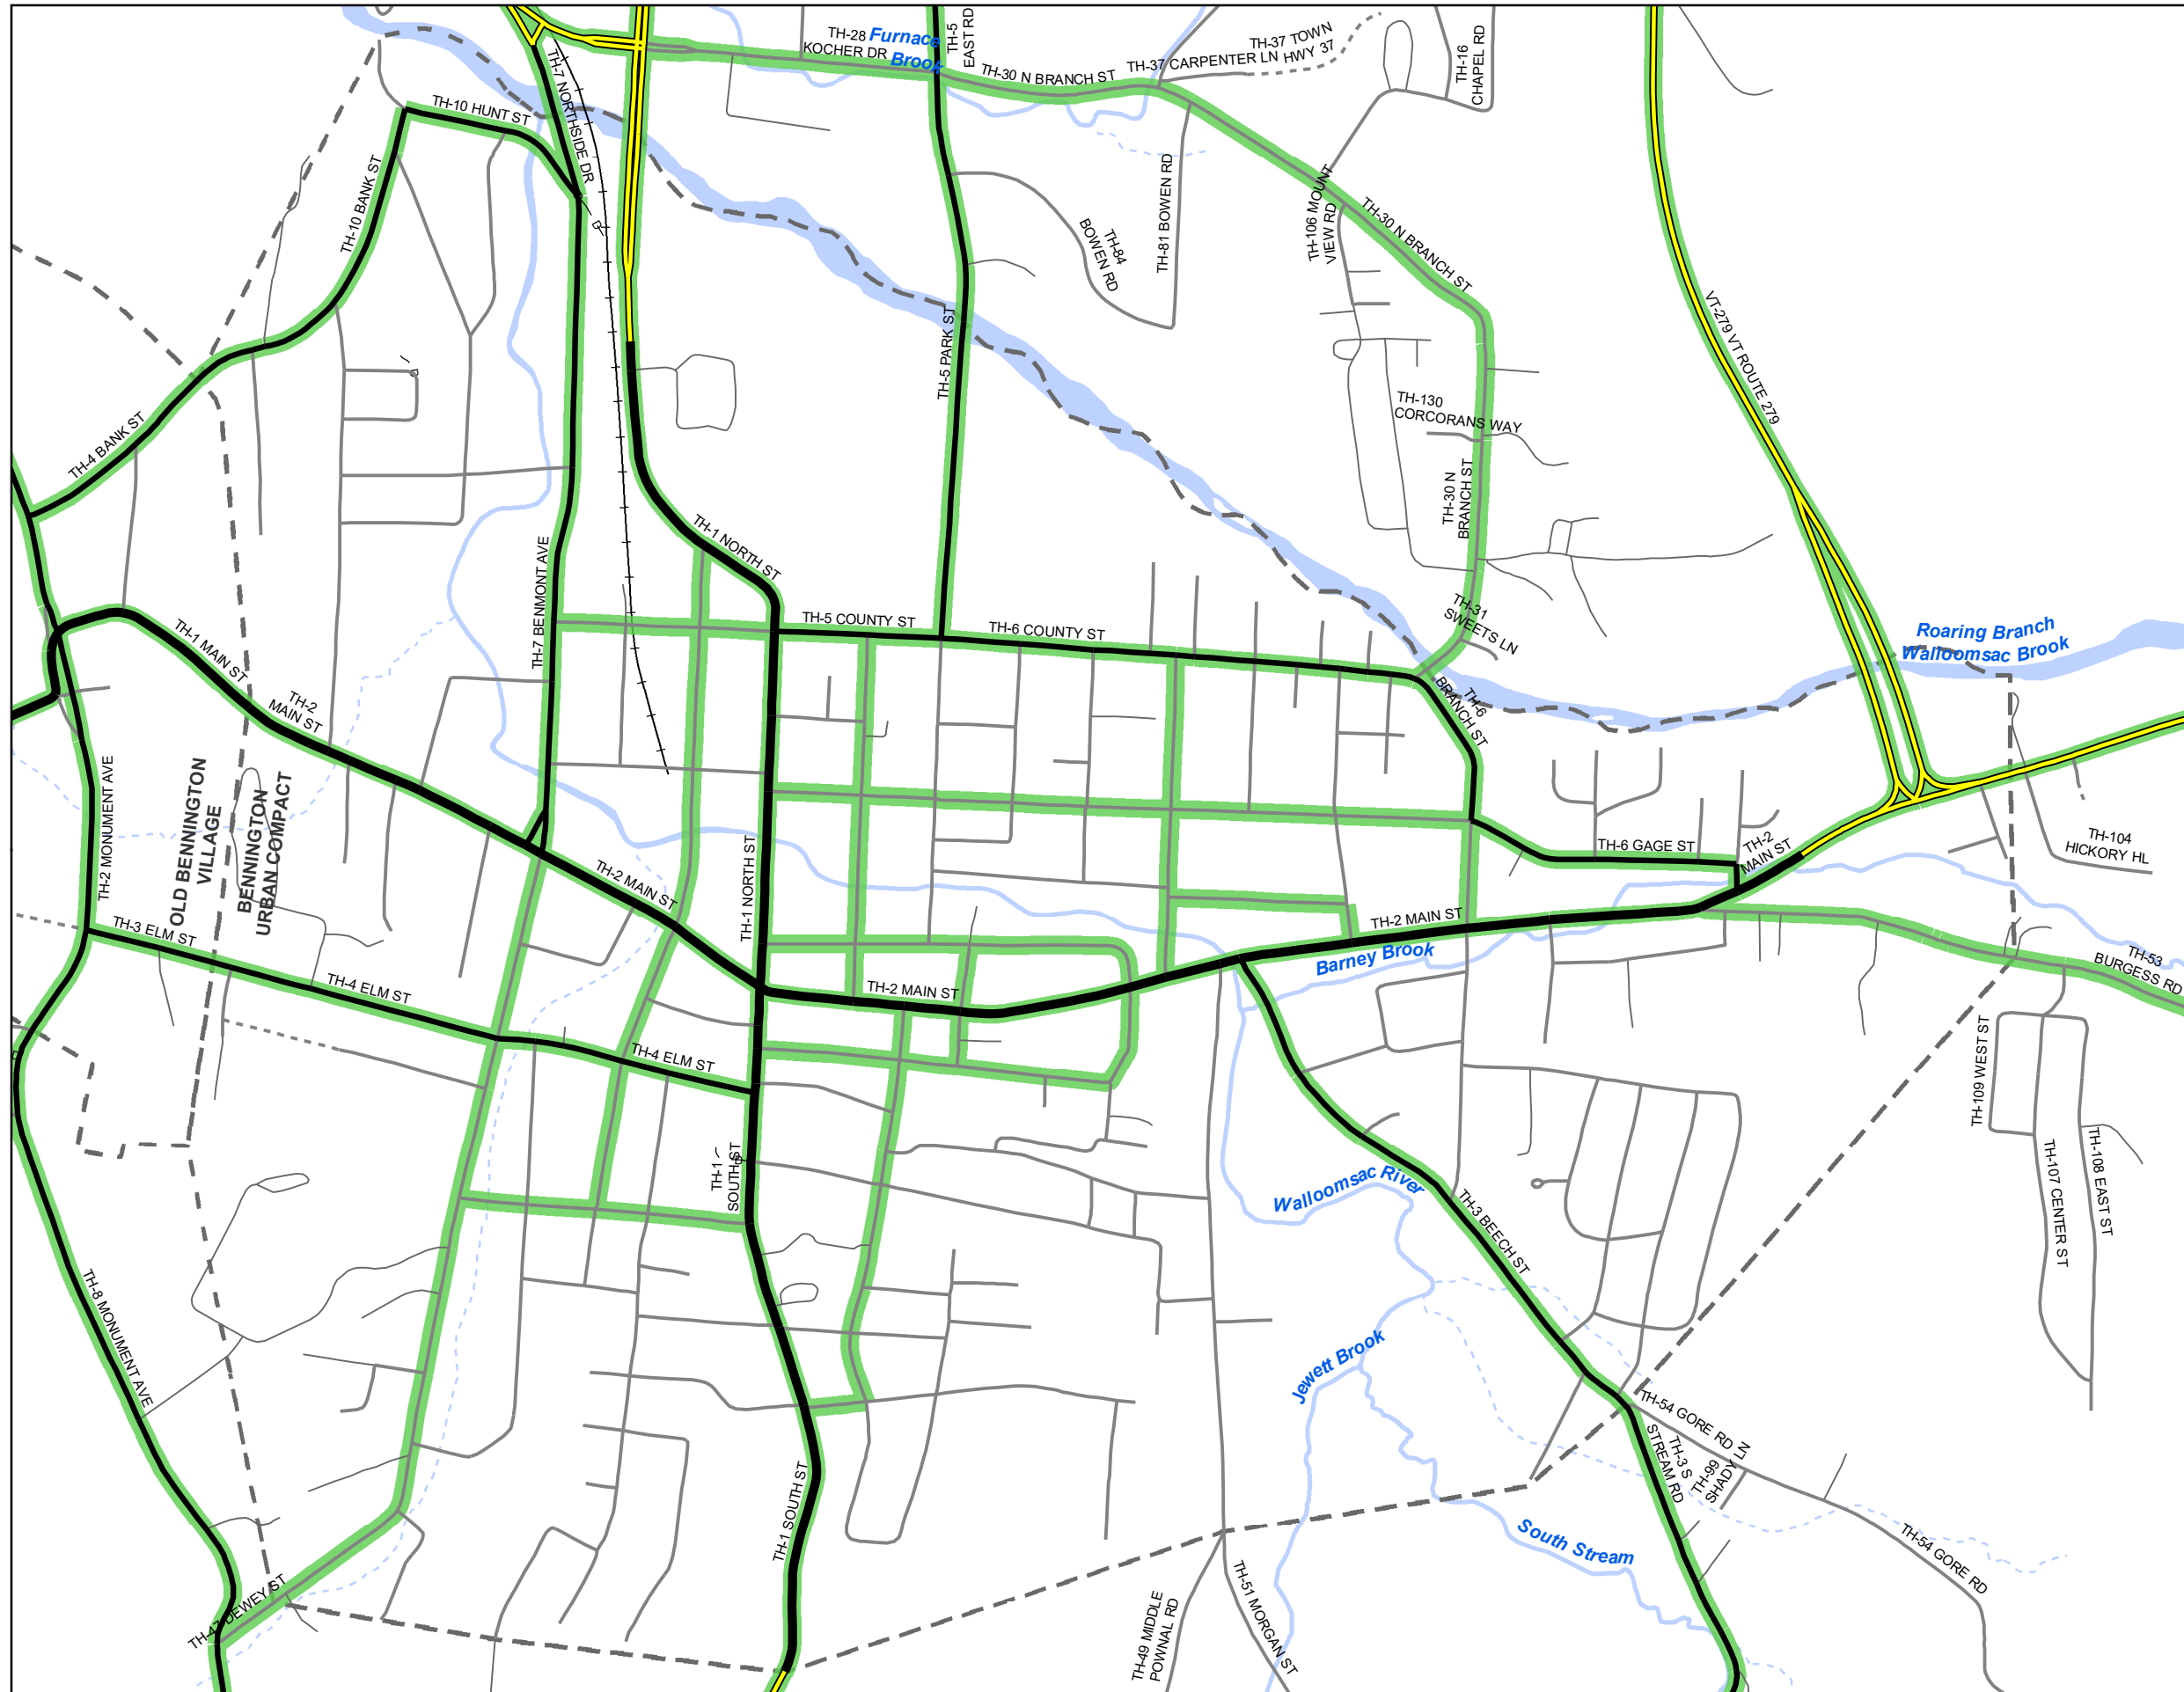 TH-28
KOCHER DR
Furnace
Brook
TH-5
EAST RD
TH-30 N BRANCH ST
TH-37 CARPENTER LN
TH-37 TOWN
HWY 37
TH-16
CHAPEL RD
TH-7 NORTHSIDE DR
TH-10 HUNT ST
TH-10 BANK ST
TH-84
BOWEN RD
TH-81 BOWEN RD
TH-106 MOUNT
VIEW RD
TH-30 N BRANCH ST
VT-279 VT ROUTE 279
TH-5 PARK ST
TH-130
CORCORANS WAY
TH-4 BANK ST
TH-30 N
BRANCH ST
TH-1 NORTH ST
TH-7 BENMONT AVE
TH-5 COUNTY ST
TH-6 COUNTY ST
TH-31
SWEETS LN
Roaring Branch
Walloomsac Brook
TH-1 MAIN ST
TH-2
MAIN ST
TH-6
BRANCH ST
TH-2 MONUMENT AVE
OLD BENNINGTON
VILLAGE
BENNINGTON
URBAN COMPACT
TH-6 GAGE ST
TH-2
MAIN ST
TH-104
HICKORY HL
TH-2 MAIN ST
TH-1 NORTH ST
TH-2 MAIN ST
Barney Brook
TH-3 ELM ST
TH-4 ELM ST
TH-2 MAIN ST
TH-53
BURGESS RD
TH-4 ELM ST
TH-109 WEST ST
TH-1
SOUTH ST
Walloomsac River
TH-3 BEECH ST
TH-107 CENTER ST
TH-108 EAST ST
TH-8 MONUMENT AVE
Jewett Brook
TH-54 GORE RD
TH-3 S
STREAM RD
TH-99
SHADY LN
TH-1 SOUTH ST
South Stream
TH-54 GORE RD
TH-47 DEWEY ST
TH-49 MIDDLE
POWNAL RD
TH-51 MORGAN ST